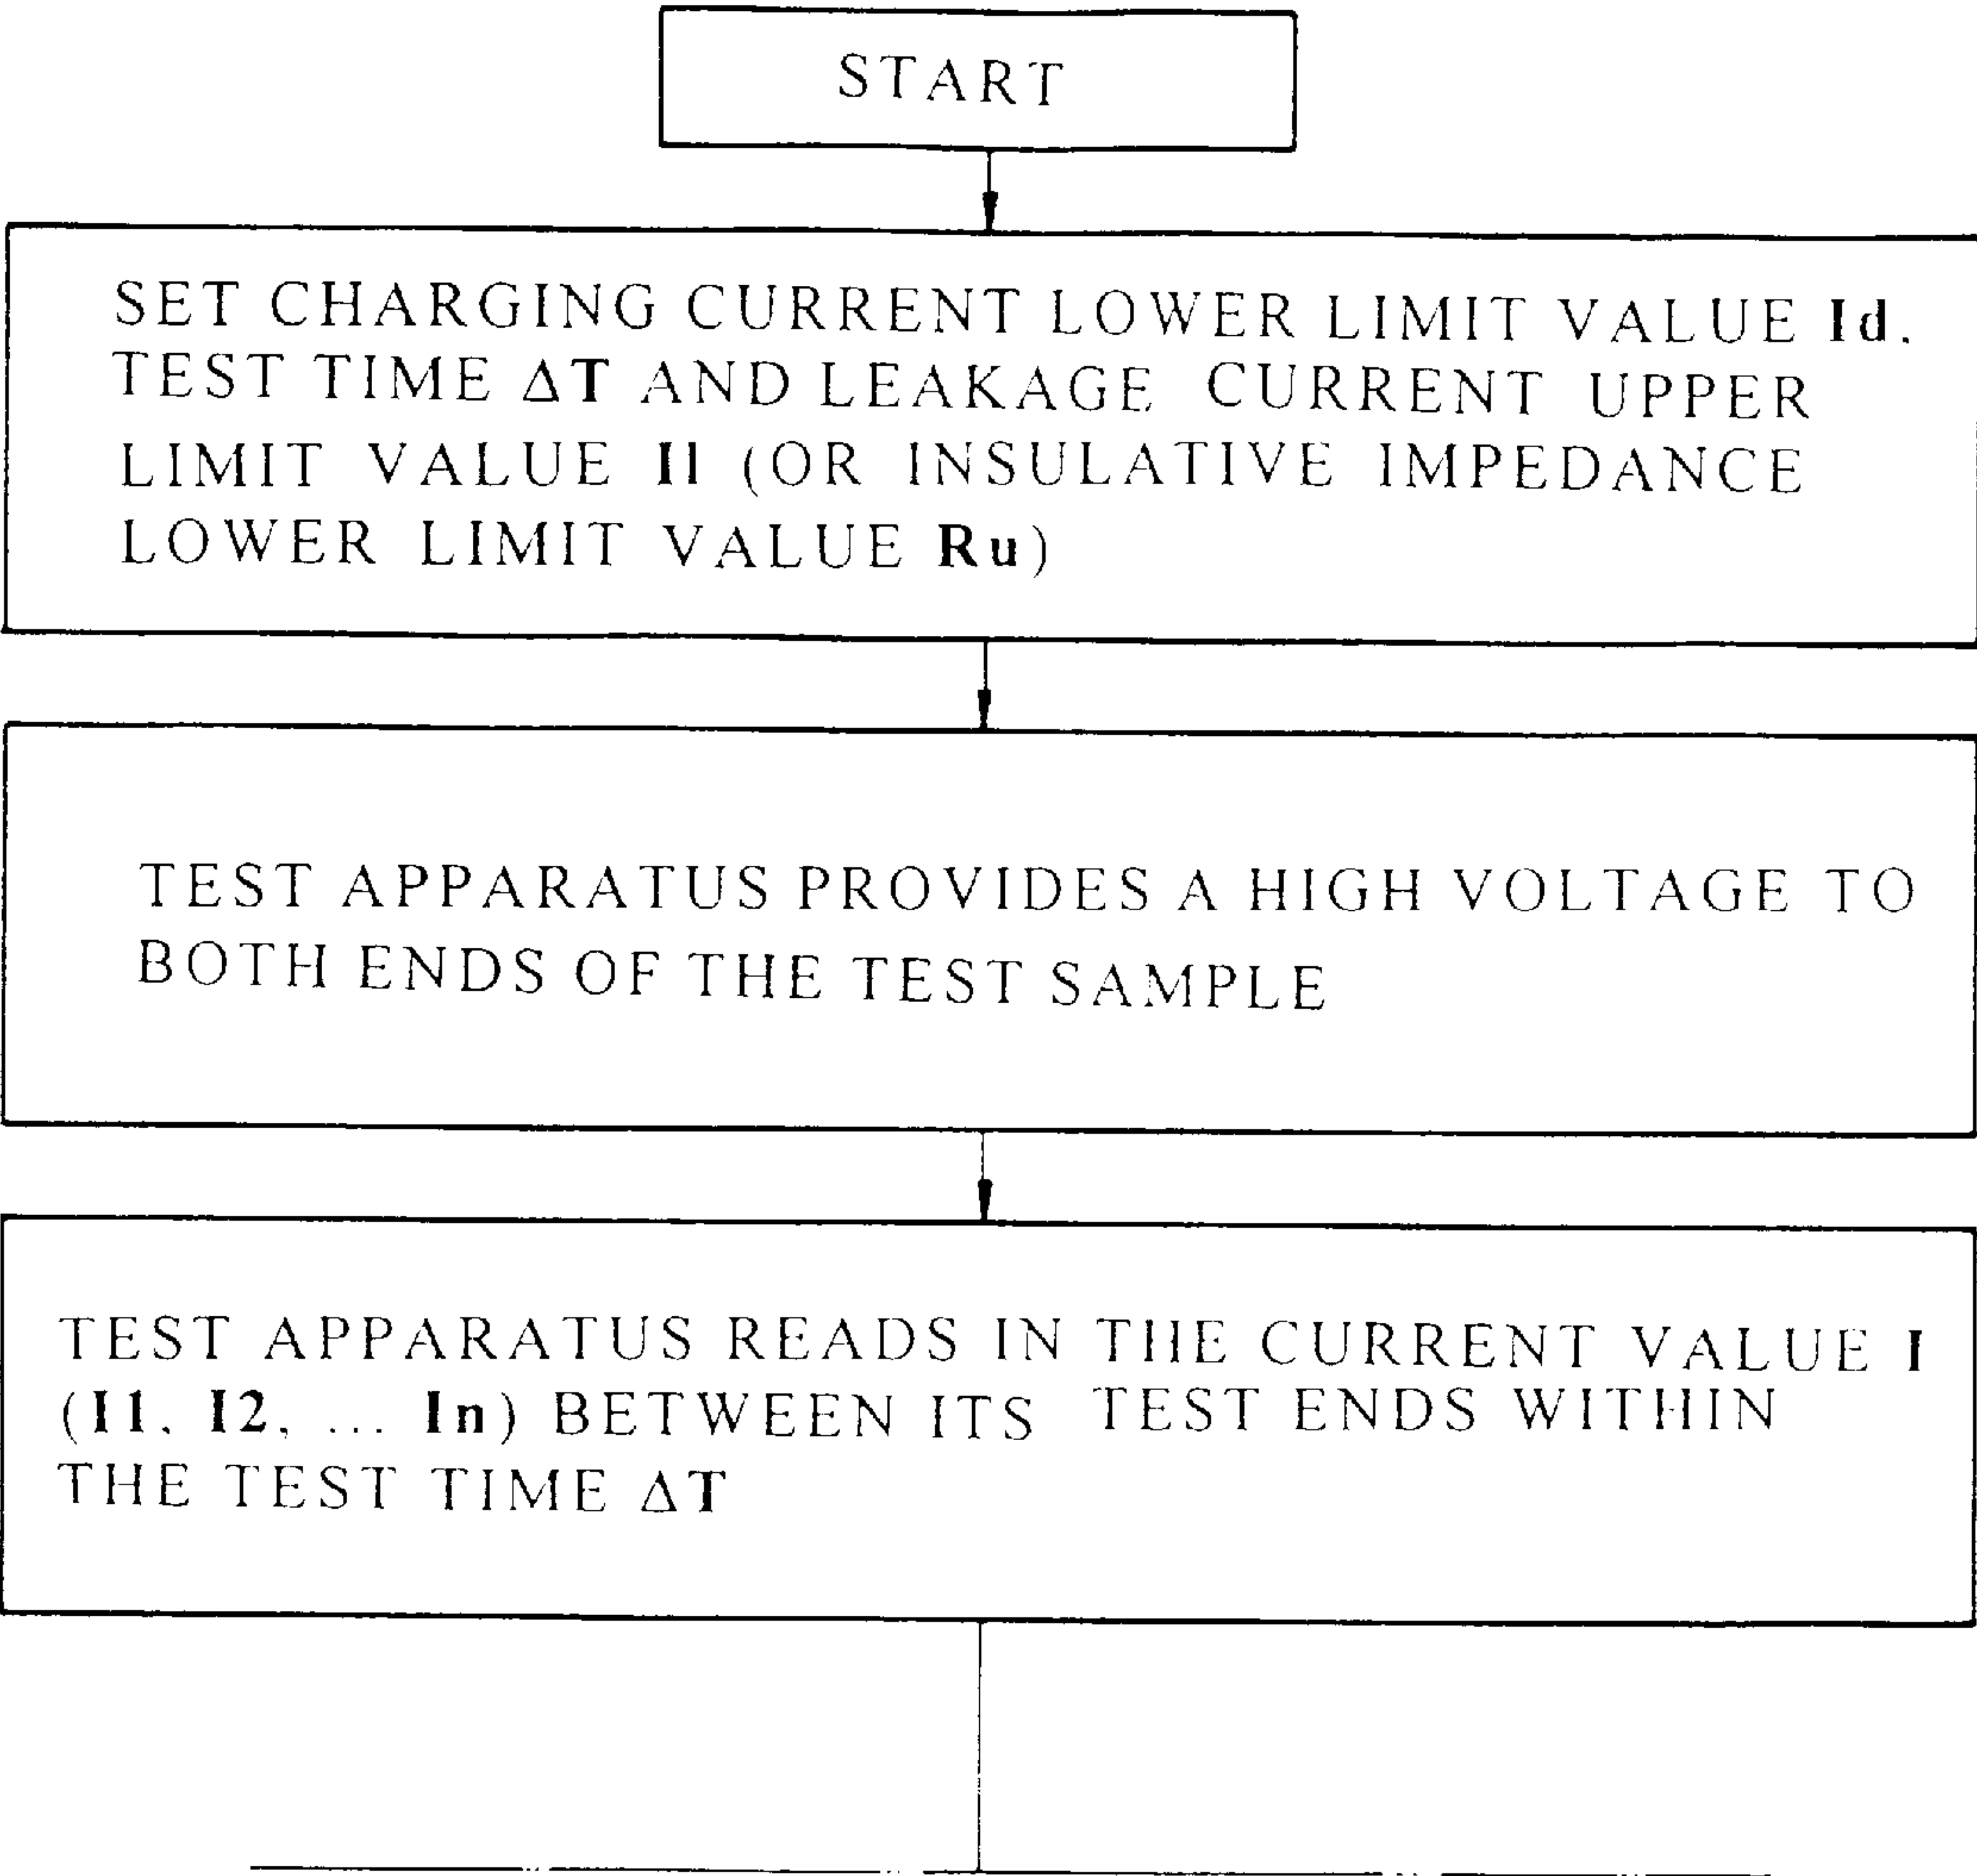 START
SET CHARGING CURRENT LOWER LIMIT VALUE Id.
TEST TIME ΔT AND LEAKAGE CURRENT UPPER
LIMIT VALUE Il (OR INSULATIVE IMPEDANCE
LOWER LIMIT VALUE Ru)
TEST APPARATUS PROVIDES A HIGH VOLTAGE TO
BOTH ENDS OF THE TEST SAMPLE
TEST APPARATUS READS IN THE CURRENT VALUE I
(I1, I2, ... In) BETWEEN ITS TEST ENDS WITHIN
THE TEST TIME ΔT